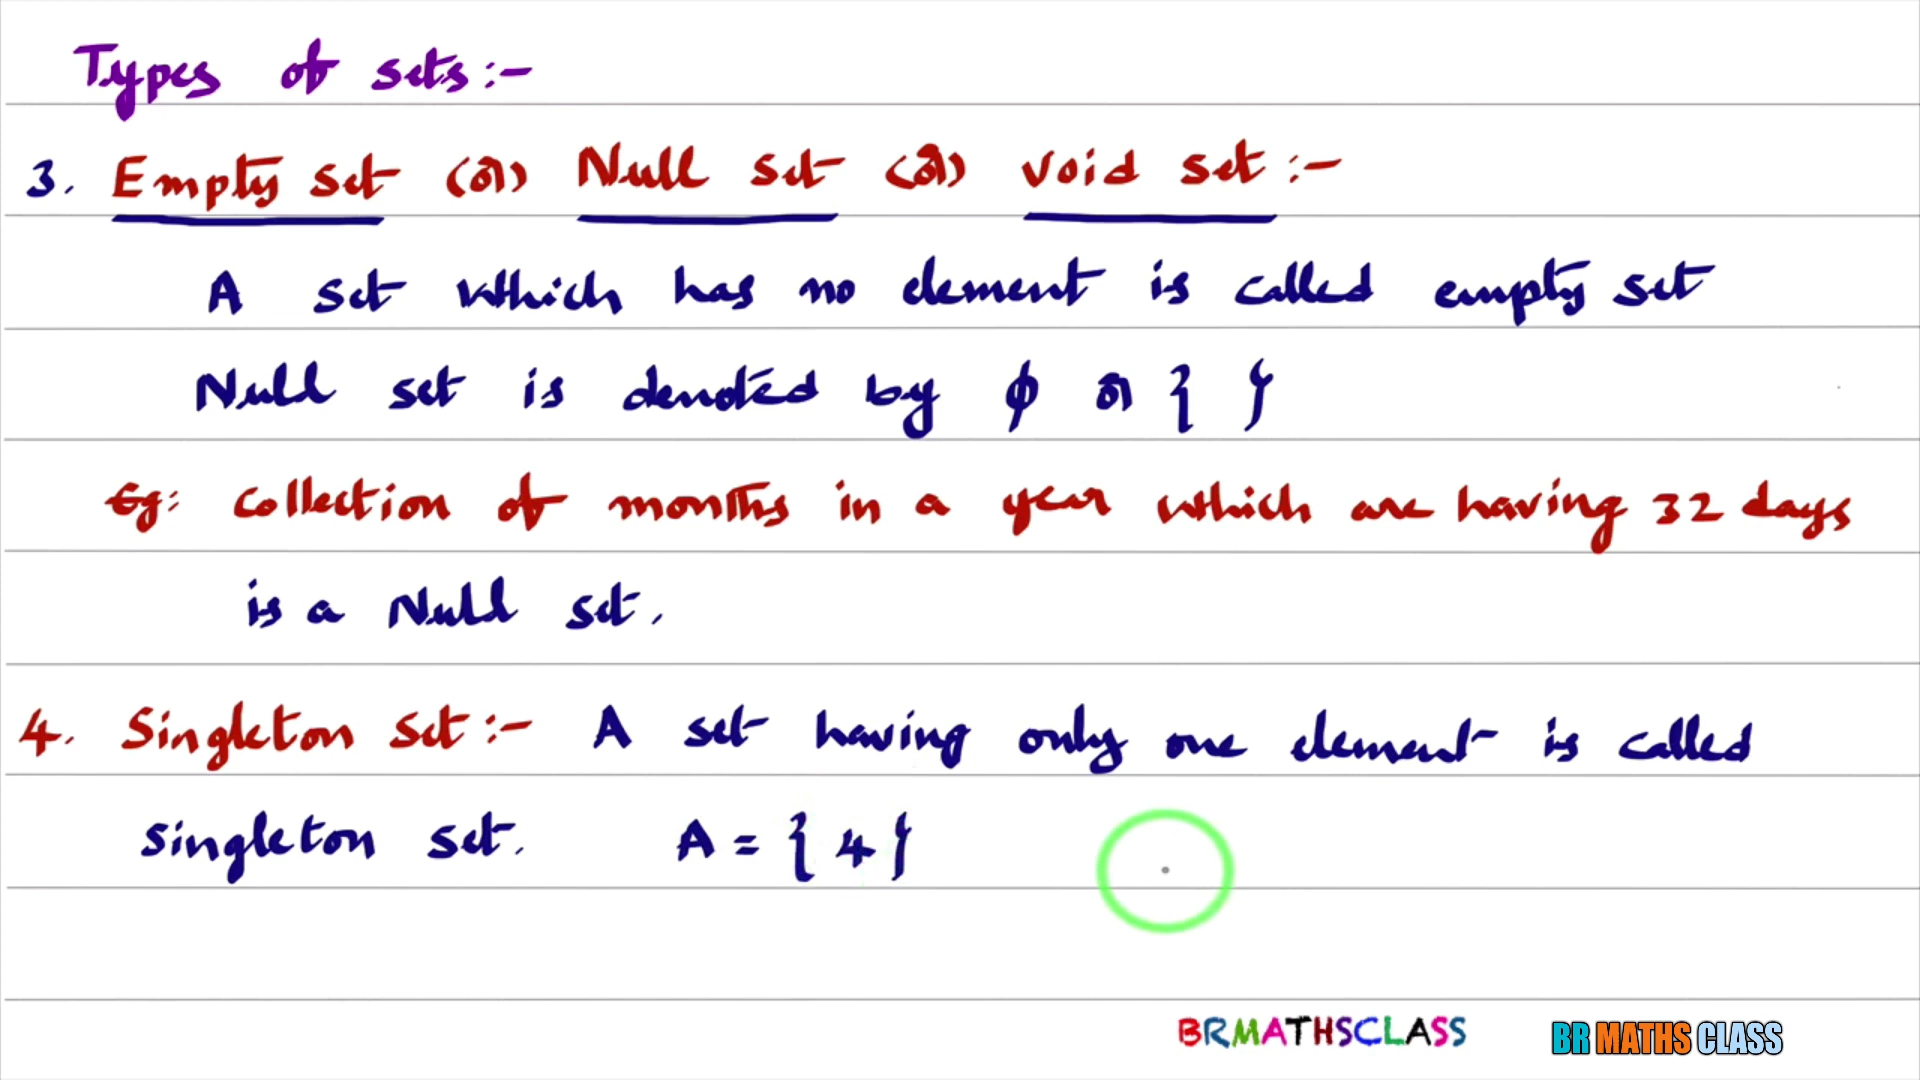 Types of sets:-
3. Empty set (or) Null set (or) void set:-
A set which has no element is called empty set
Null set is denoted by ϕ or { }
Eg: collection of months in a year which are having 32 days
is a Null set.
4. Singleton set:- A set having only one element is called
singleton set. A = { 4 }
BRMATHSCLASS BR MATHS CLASS